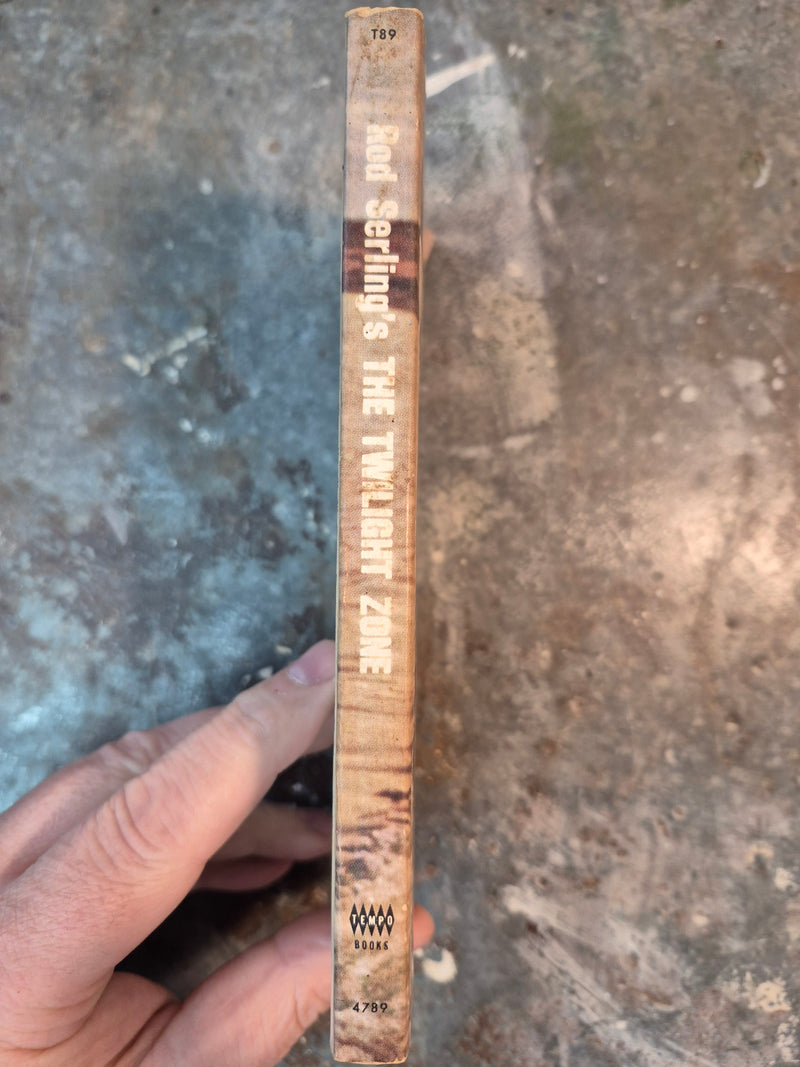 T89
Rod Serling's THE TWILIGHT ZONE
TEMPO
BOOKS
4789